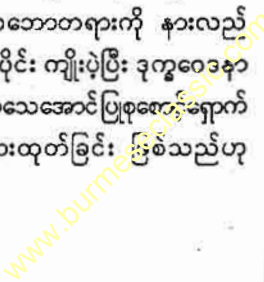 ဘောတရားကို နားလည်
ပိုင်း ကျိုးပဲ့ပြီး ဒုက္ခဝေဒနာ
သေအောင်ပြုစုစောင့်ရှောက်
ထုတ်ခြင်း ဖြစ်သည်ဟု
www.burmeseclassic.com